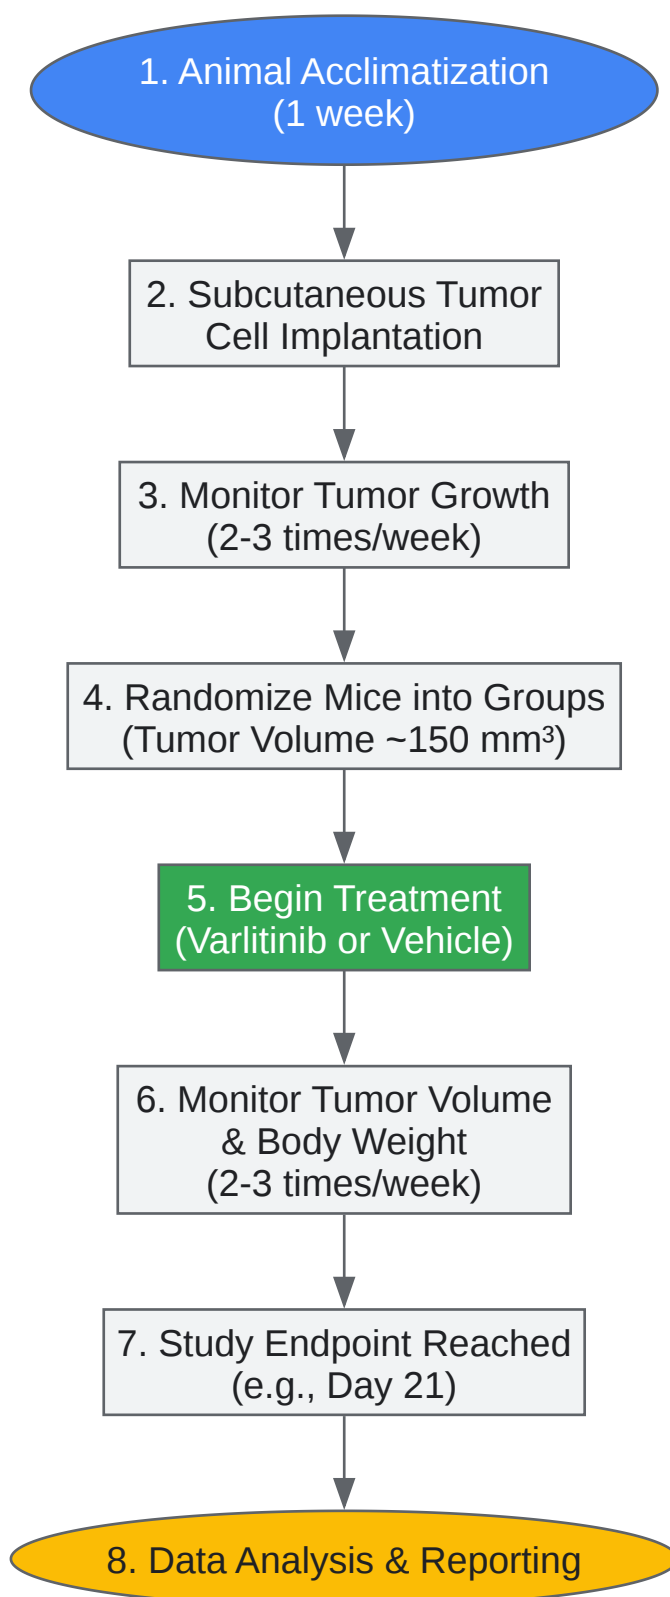 1. Animal Acclimatization
(1 week)
2. Subcutaneous Tumor
Cell Implantation
3. Monitor Tumor Growth
(2-3 times/week)
4. Randomize Mice into Groups
(Tumor Volume ~150 mm³)
5. Begin Treatment
(Varlitinib or Vehicle)
6. Monitor Tumor Volume
& Body Weight
(2-3 times/week)
7. Study Endpoint Reached
(e.g., Day 21)
8. Data Analysis & Reporting